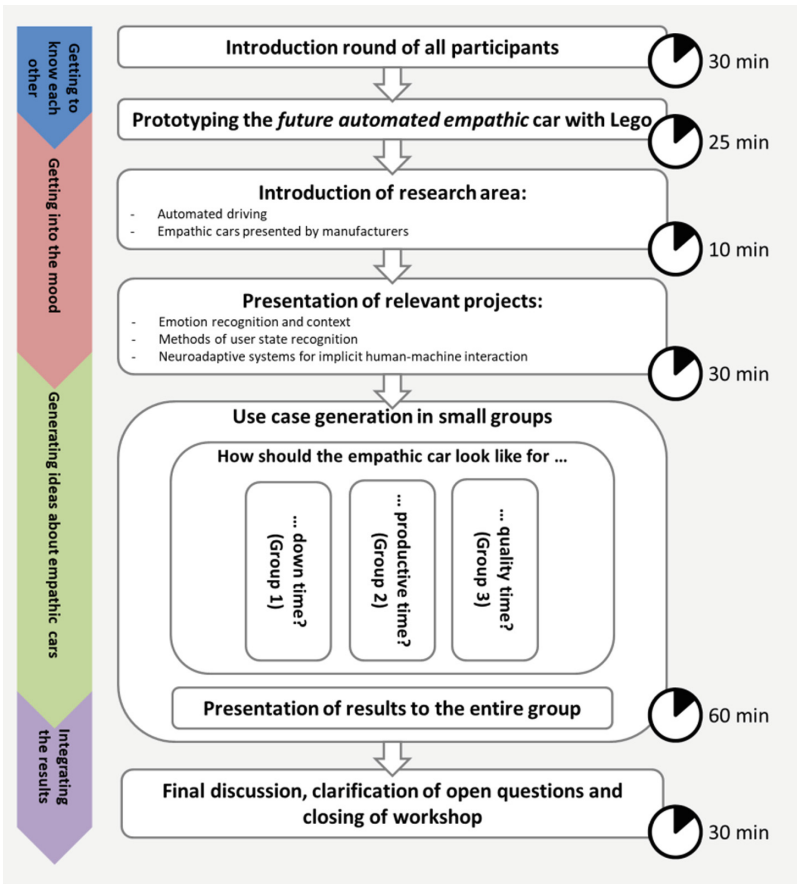 Getting to
know each
other
Introduction round of all participants
30 min
Prototyping the future automated empathic car with Lego
25 min
Getting into the mood
Introduction of research area:
- Automated driving
- Empathic cars presented by manufacturers
10 min
Presentation of relevant projects:
- Emotion recognition and context
- Methods of user state recognition
- Neuroadaptive systems for implicit human-machine interaction
30 min
Generating ideas about empathic cars
Use case generation in small groups
How should the empathic car look like for ...
... down time?
(Group 1)
... productive time?
(Group 2)
... quality time?
(Group 3)
Presentation of results to the entire group
60 min
Integrating
the results
Final discussion, clarification of open questions and
closing of workshop
30 min